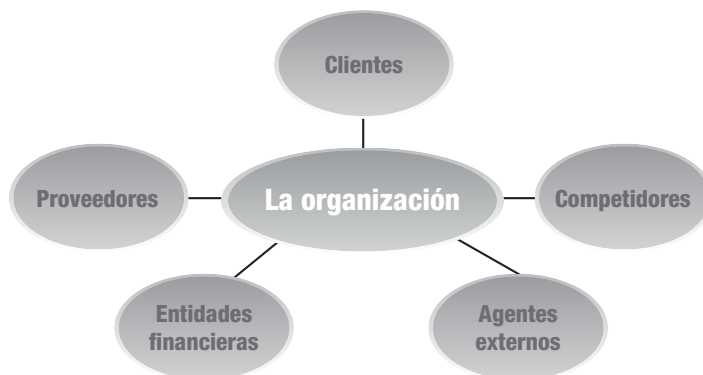 Clientes
Proveedores
La organización
Competidores
Entidades
financieras
Agentes
externos